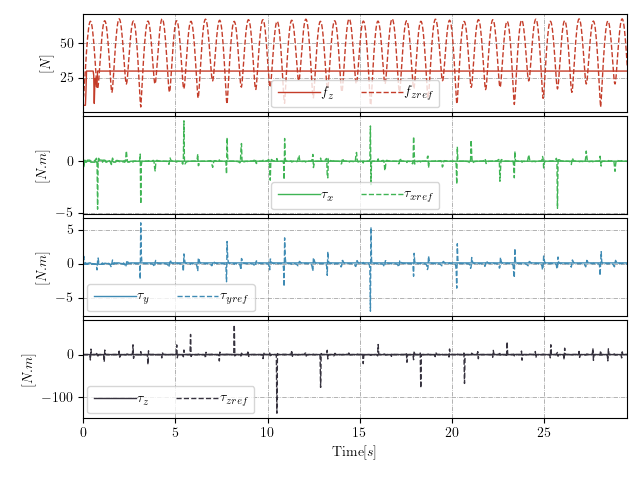 50
25
[N]
f_z
f_zref
0
−5
[N.m]
τ_x
τ_xref
5
0
−5
[N.m]
τ_y
τ_yref
0
−100
[N.m]
τ_z
τ_zref
0 5 10 15 20 25
Time[s]